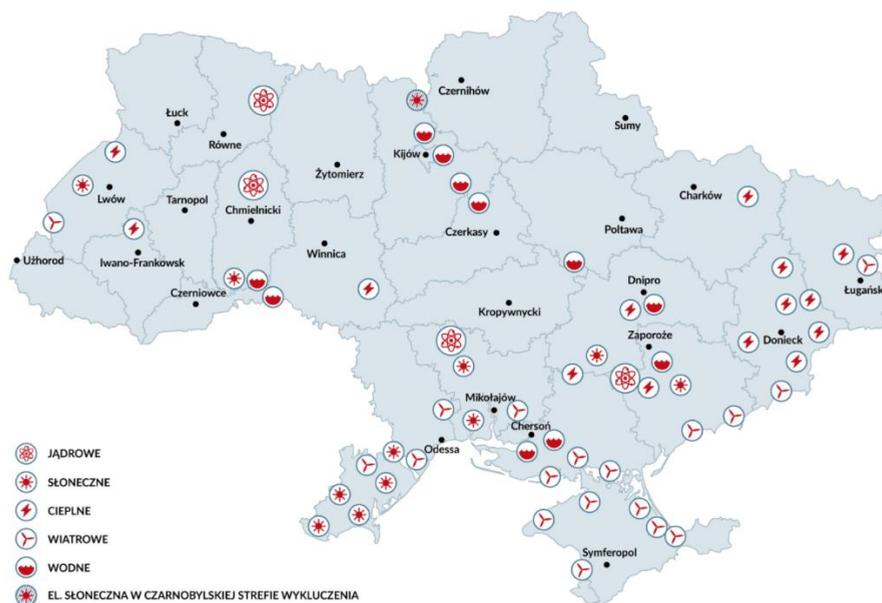 Czernihów
Łuck
Sumy
Równe
Kijów
Żytomierz
Lwów
Charków
Tarnopol
Chmielnicki
Połtawa
Czerkasy
Winnica
Użhorod
Iwano-Frankowsk
Dnipro
Ługańsk
Czerniowce
Kropywnycki
Zaporoże
Donieck
Mikołajów
Chersoń
Odessa
JĄDROWE
SŁONECZNE
CIEPLNE
WIATROWE
Symferopol
WODNE
EL. SŁONECZNA W CZARNOBYLSKIEJ STREFIE WYKLUCZENIA